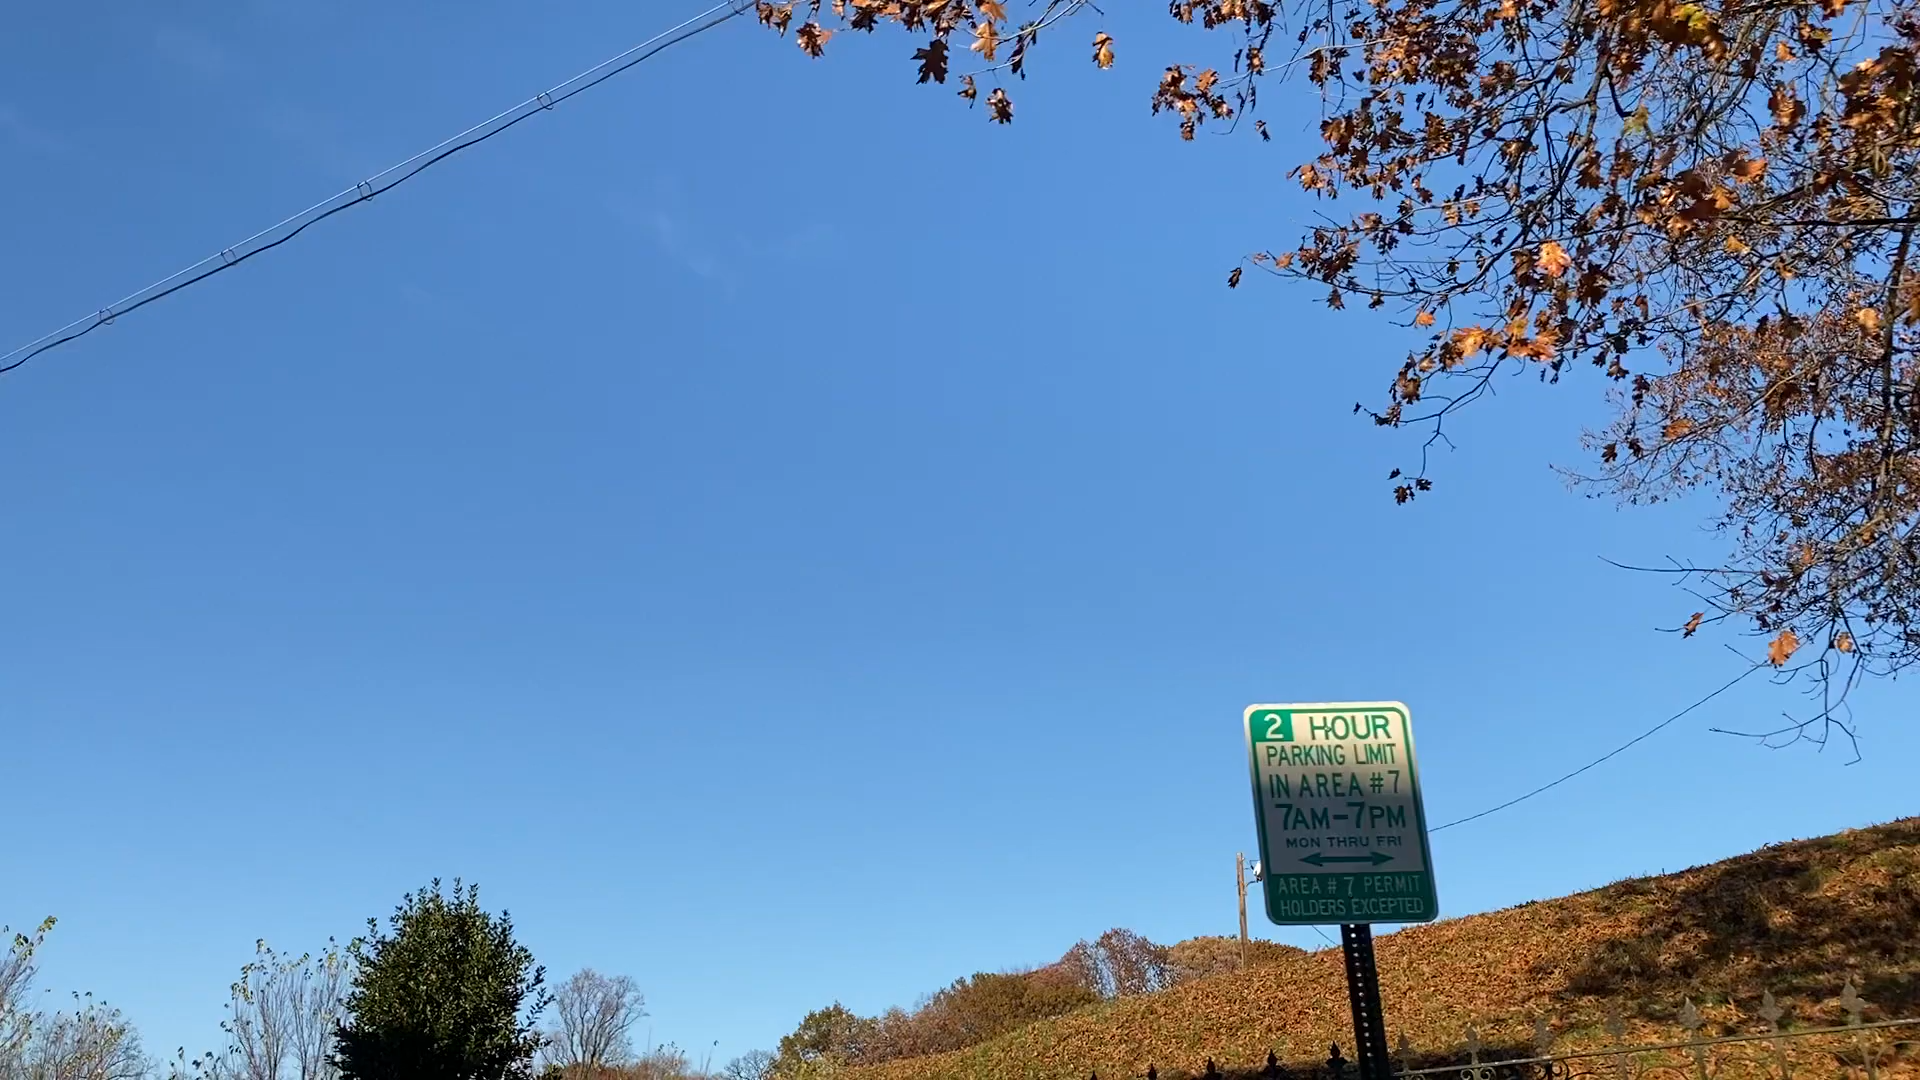 2 HOUR
PARKING LIMIT
IN AREA #7
7AM-7PM
MON THRU FRI
AREA #7 PERMIT
HOLDERS EXCEPTED